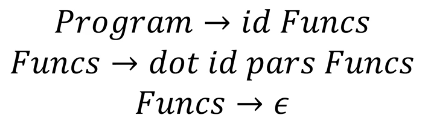 Program → id Funcs
Funcs → dot id pars Funcs
Funcs → ϵ